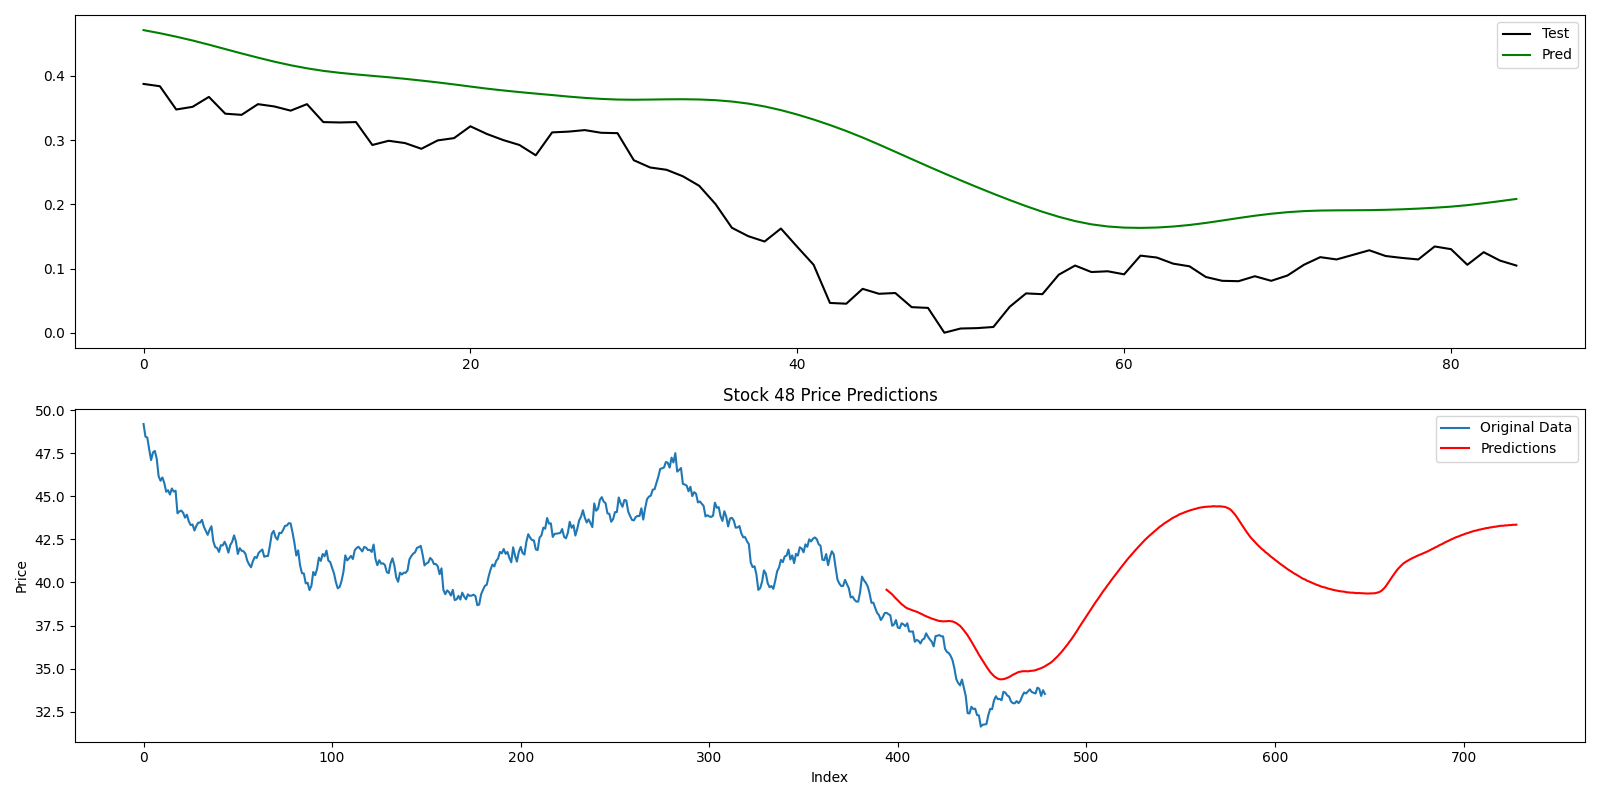 Test
Pred
0.4
0.3
0.2
0.1
0.0
0 20 40 60 80
Stock 48 Price Predictions
Original Data
Predictions
50.0
47.5
45.0
42.5
40.0
37.5
35.0
32.5
Price
0 100 200 300 400 500 600 700
Index